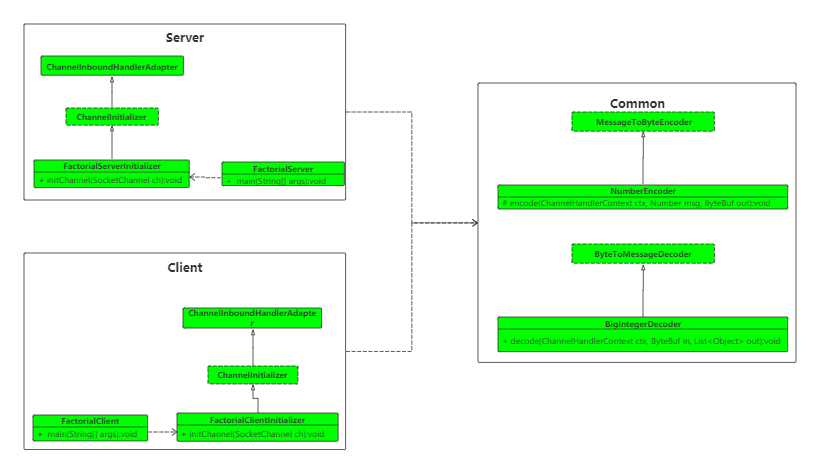 Server
ChannelInboundHandlerAdapter
ChannelInitializer
FactorialServerInitializer
+ initChannel(SocketChannel ch):void
FactorialServer
+ main(String[] args):void
Client
ChannelInboundHandlerAdapte
r
ChannelInitializer
FactorialClient
+ main(String[] args):void
FactorialClientInitializer
+ initChannel(SocketChannel ch):void
Common
MessageToByteEncoder
NumberEncoder
# encode(ChannelHandlerContext ctx, Number msg, ByteBuf out):void
ByteToMessageDecoder
BigIntegerDecoder
+ decode(ChannelHandlerContext ctx, ByteBuf in, List<Object> out):void